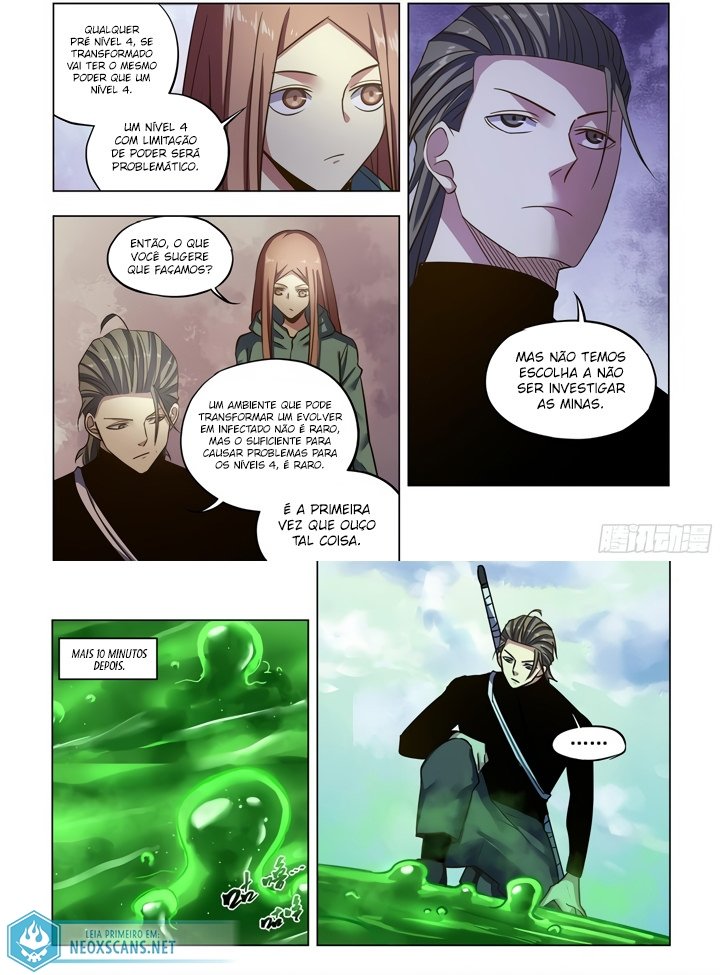 QUALQUER
PRÉ NÍVEL 4, SE
TRANSFORMADO
VAI TER O MESMO
PODER QUE UM
NÍVEL 4.
UM NÍVEL 4
COM LIMITAÇÃO
DE PODER SERÁ
PROBLEMÁTICO.
MAS NÃO TEMOS
ESCOLHA A NÃO
SER INVESTIGAR
AS MINAS.
ENTÃO, O QUE
VOCÊ SUGERE
QUE FAÇAMOS?
UM AMBIENTE QUE PODE
TRANSFORMAR UM EVOLVER
EM INFECTADO NÃO É RARO,
MAS O SUFICIENTE PARA
CAUSAR PROBLEMAS PARA
OS NÍVEIS 4, É RARO.
É A PRIMEIRA
VEZ QUE OUÇO
TAL COISA.
腾讯动漫
MAIS 10 MINUTOS
DEPOIS.
......
LEIA PRIMEIRO EM:
NEOXSCANS.NET